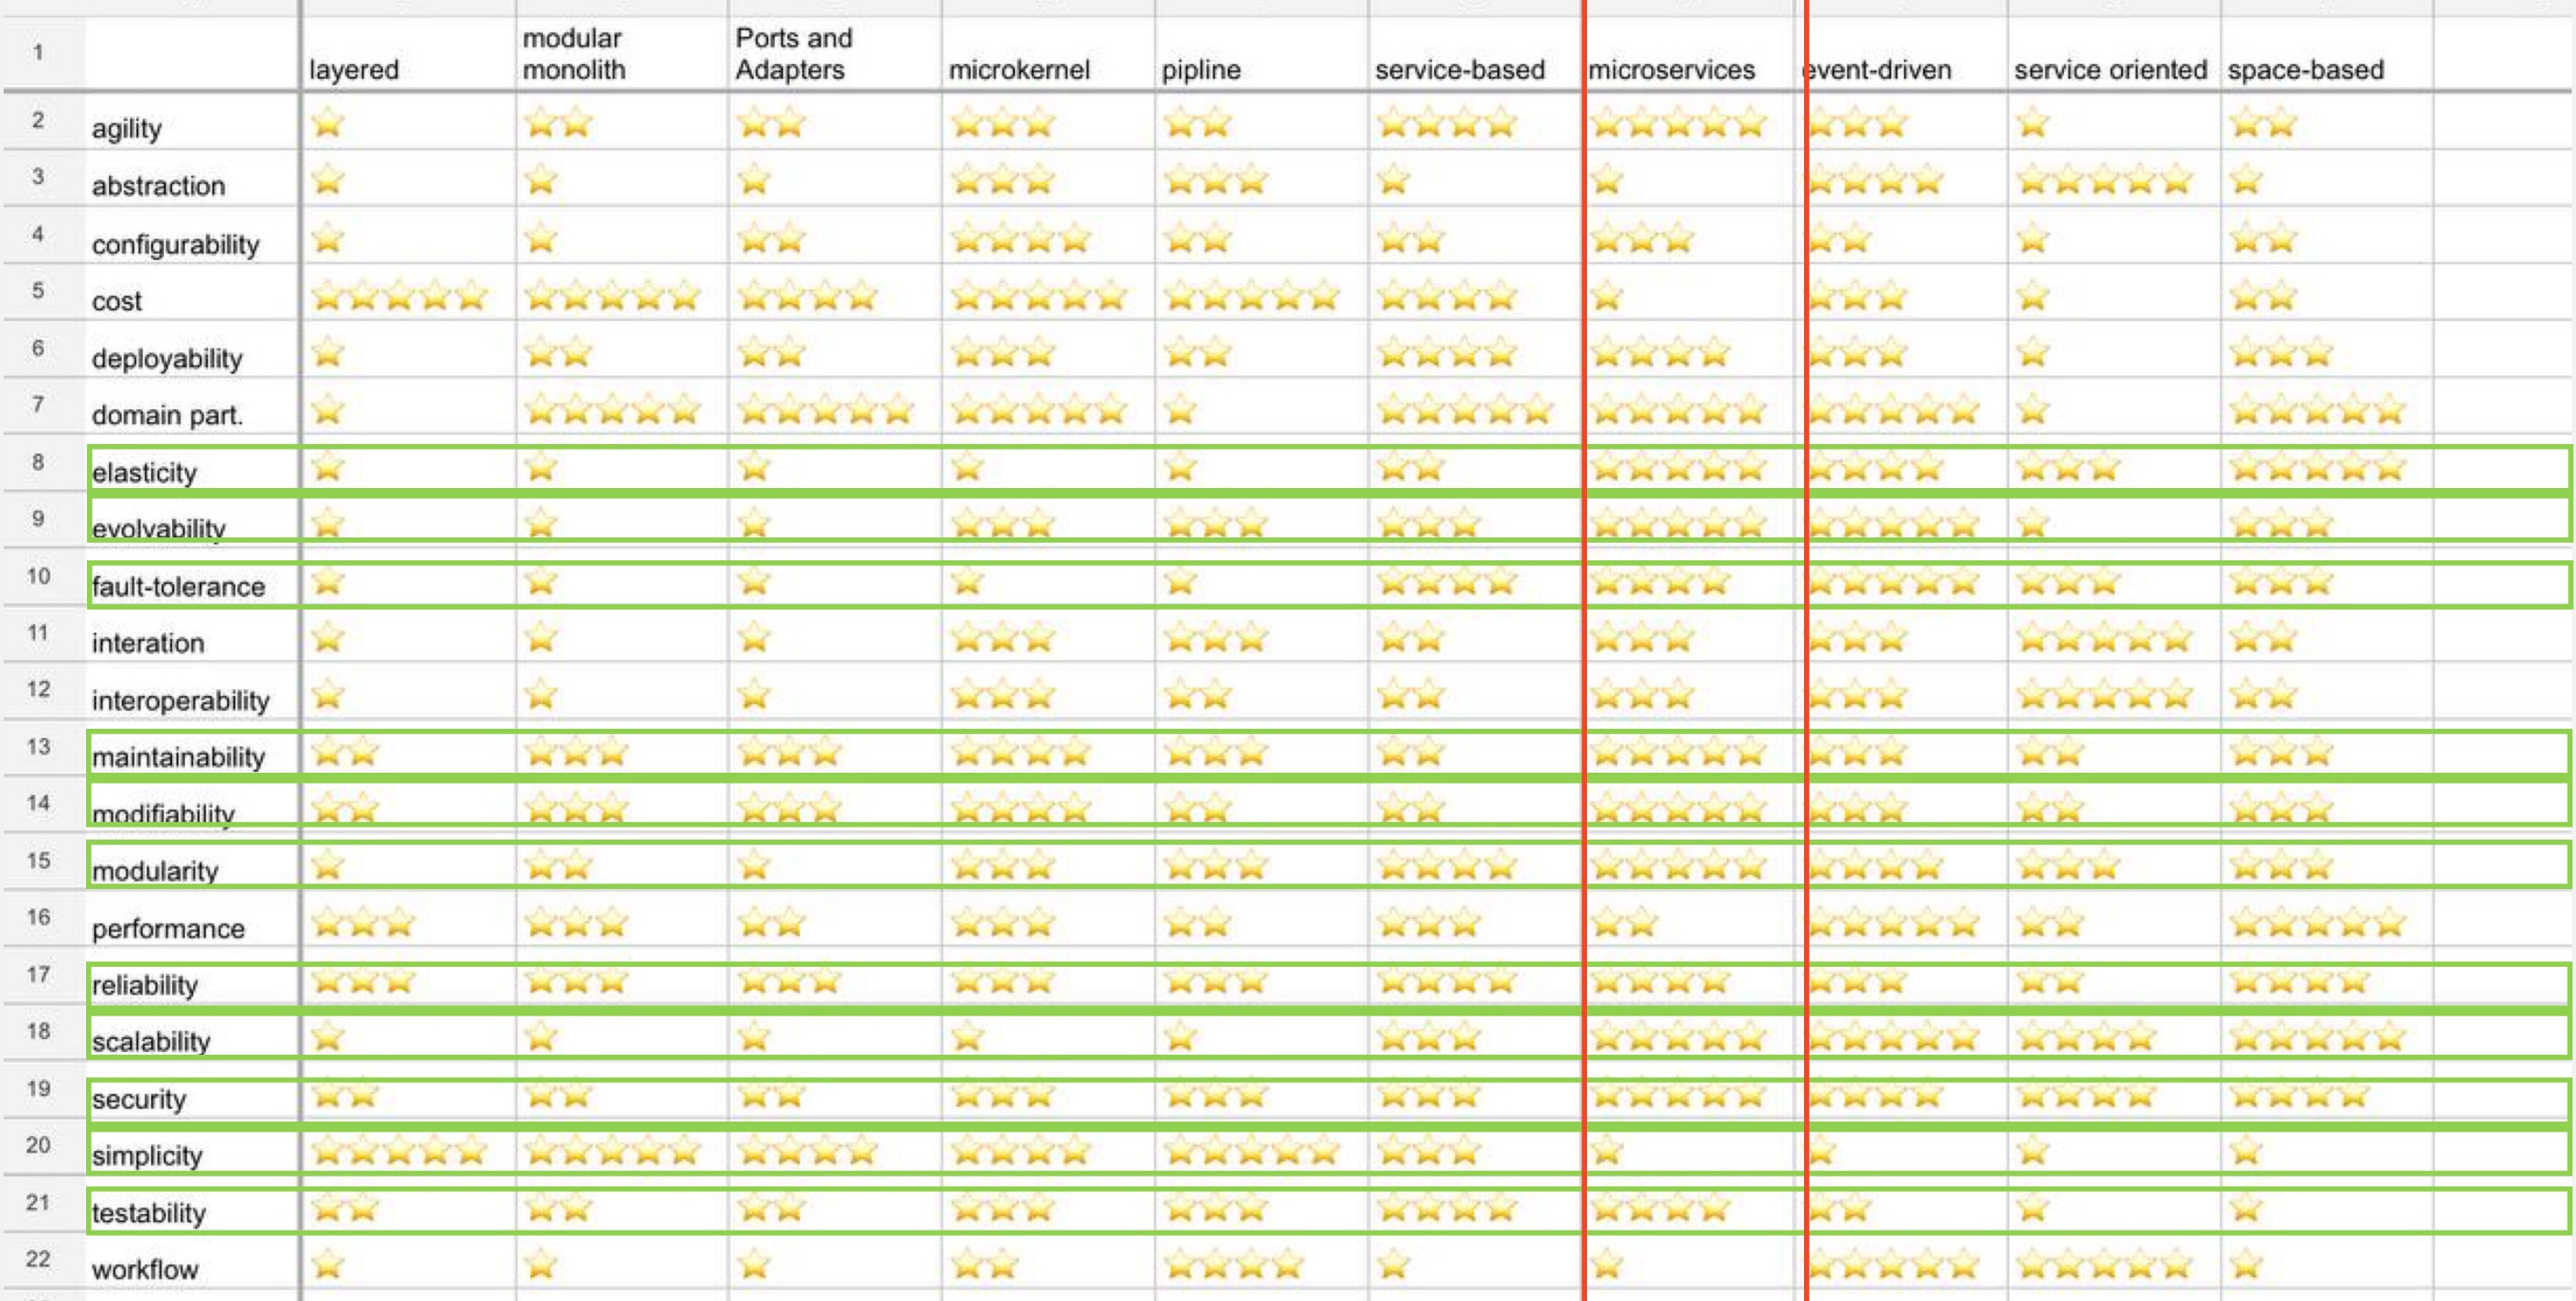 1 layered modular monolith Ports and Adapters microkernel pipline service-based microservices event-driven service oriented space-based
2 agility
3 abstraction
4 configurability
5 cost
6 deployability
7 domain part.
8 elasticity
9 evolvability
10 fault-tolerance
11 interation
12 interoperability
13 maintainability
14 modifiability
15 modularity
16 performance
17 reliability
18 scalability
19 security
20 simplicity
21 testability
22 workflow